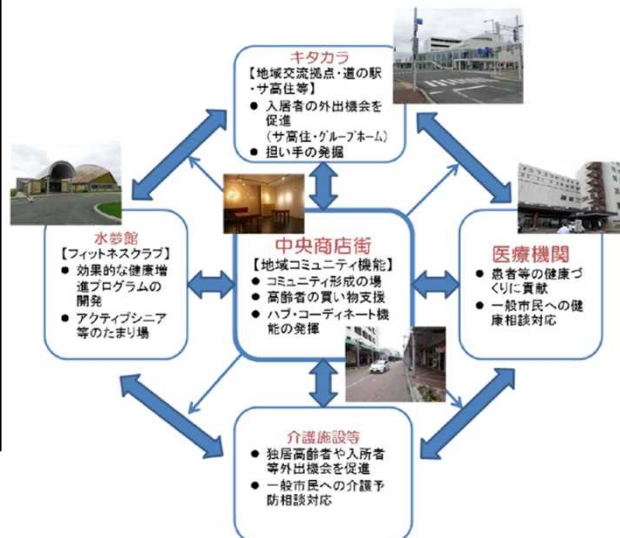 キタカラ
【地域交流拠点・道の駅
・サ高住等】
● 入居者の外出機会を
促進
(サ高住・グループホーム)
● 担い手の発掘
水夢館
【フィットネスクラブ】
● 効果的な健康増
進プログラムの
開発
● アクティブシニア
等のたまり場
中央商店街
【地域コミュニティ機能】
● コミュニティ形成の場
● 高齢者の買い物支援
● ハブ・コーディネート機
能の発揮
医療機関
● 患者等の健康づ
くりに貢献
● 一般市民への健
康相談対応
介護施設等
● 独居高齢者や入所者
等外出機会を促進
● 一般市民への介護予
防相談対応